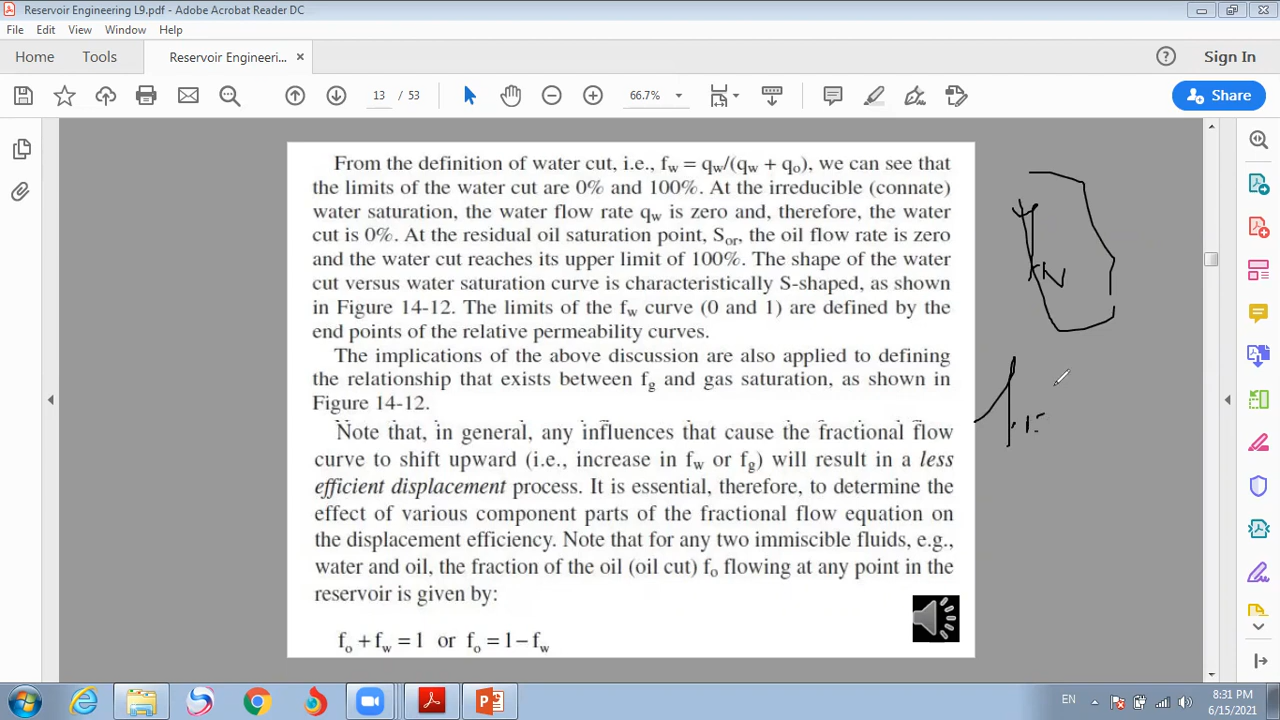 Reservoir Engineering L9.pdf - Adobe Acrobat Reader DC
File Edit View Window Help
Home Tools Reservoir Engineeri... × Sign In
13 / 53 66.7% Share
From the definition of water cut, i.e., fw = qw/(qw + qo), we can see that
the limits of the water cut are 0% and 100%. At the irreducible (connate)
water saturation, the water flow rate qw is zero and, therefore, the water
cut is 0%. At the residual oil saturation point, Sor, the oil flow rate is zero
and the water cut reaches its upper limit of 100%. The shape of the water
cut versus water saturation curve is characteristically S-shaped, as shown
in Figure 14-12. The limits of the fw curve (0 and 1) are defined by the
end points of the relative permeability curves.
The implications of the above discussion are also applied to defining
the relationship that exists between fg and gas saturation, as shown in
Figure 14-12.
Note that, in general, any influences that cause the fractional flow
curve to shift upward (i.e., increase in fw or fg) will result in a less
efficient displacement process. It is essential, therefore, to determine the
effect of various component parts of the fractional flow equation on
the displacement efficiency. Note that for any two immiscible fluids, e.g.,
water and oil, the fraction of the oil (oil cut) fo flowing at any point in the
reservoir is given by:
fo + fw = 1 or fo = 1 − fw
EN 8:31 PM
6/15/2021